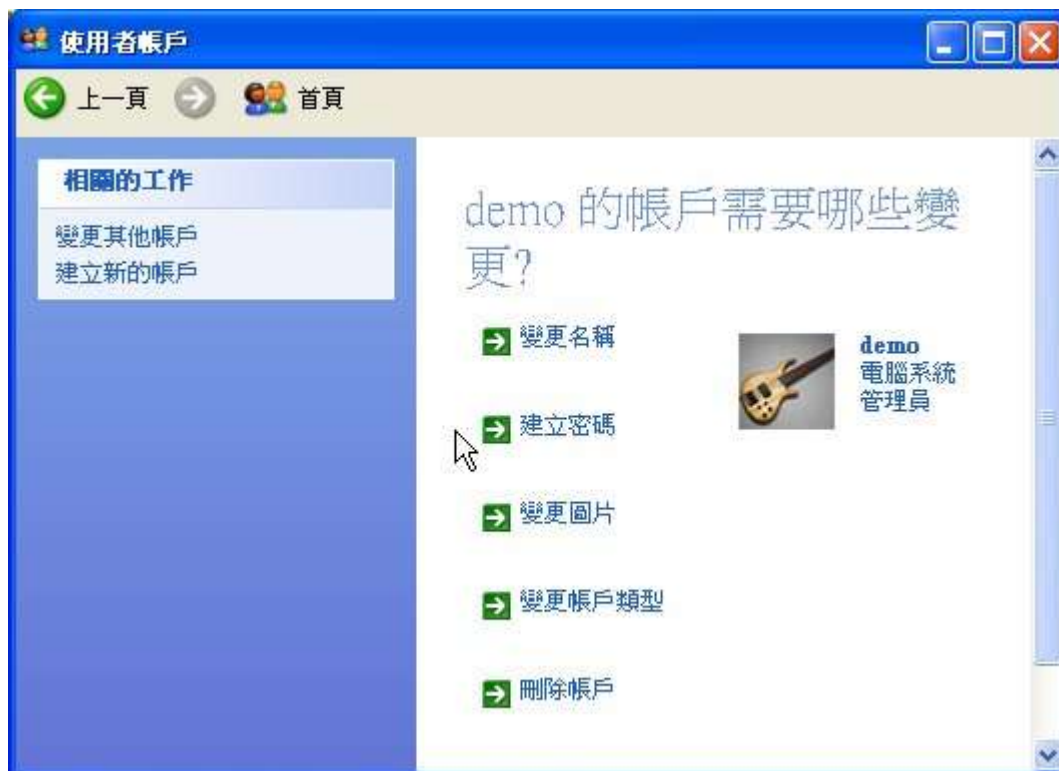 使用者帳戶
上一頁 首頁
相關的工作
變更其他帳戶
建立新的帳戶
demo 的帳戶需要哪些變
更?
變更名稱
demo
電腦系統
管理員
建立密碼
變更圖片
變更帳戶類型
刪除帳戶